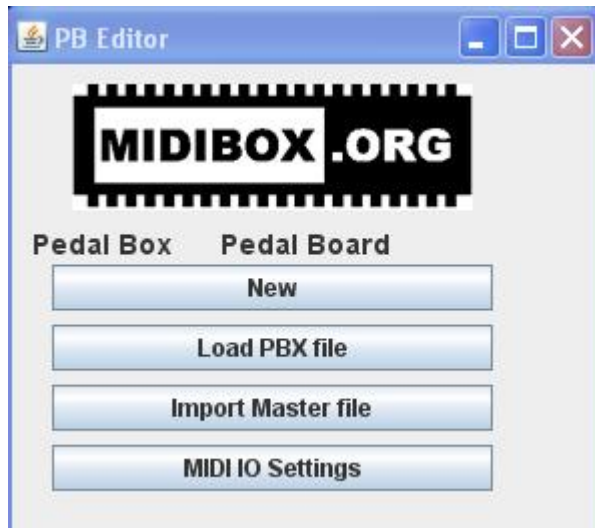 PB Editor
MIDIBOX.ORG
Pedal Box Pedal Board
New
Load PBX file
Import Master file
MIDI IO Settings